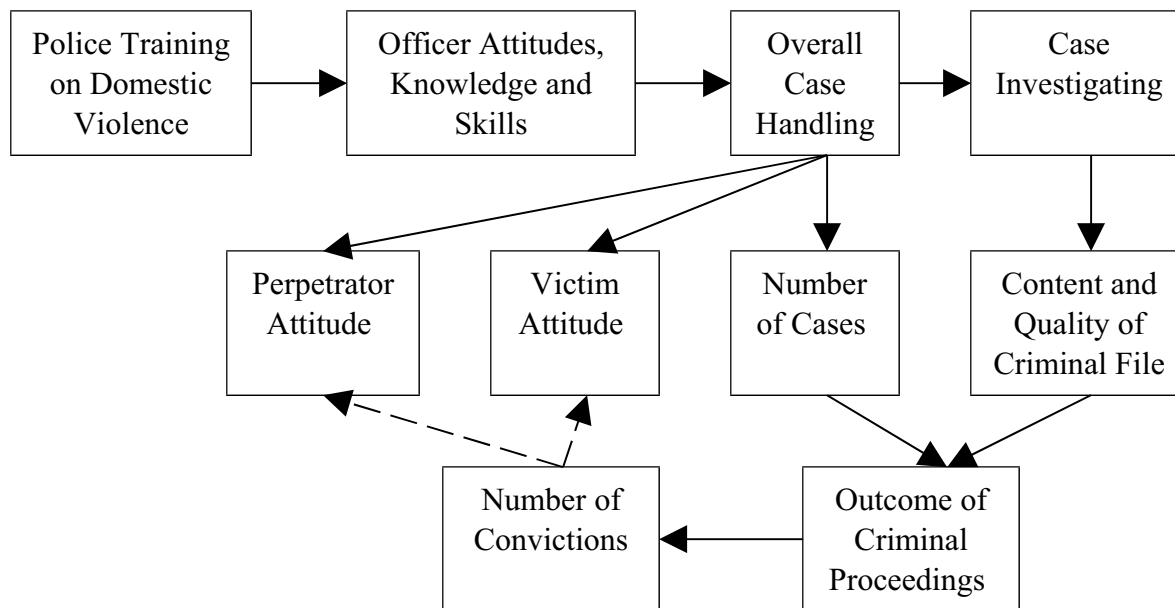 Police Training
on Domestic
Violence
Officer Attitudes,
Knowledge and
Skills
Overall
Case
Handling
Case
Investigating
Perpetrator
Attitude
Victim
Attitude
Number
of Cases
Content and
Quality of
Criminal File
Number of
Convictions
Outcome of
Criminal
Proceedings